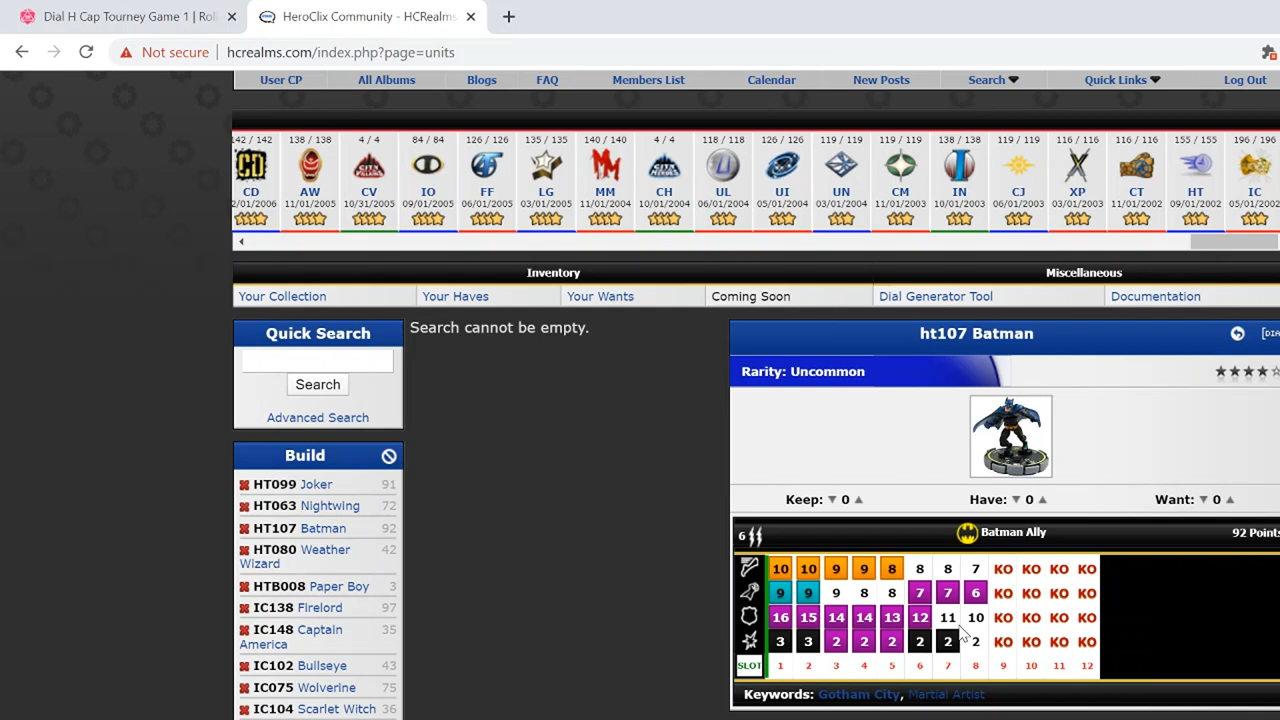 Dial H Cap Tourney Game 1 | Roll
HeroClix Community - HCRealms
Not secure hcrealms.com/index.php?page=units
User CP All Albums Blogs FAQ Members List Calendar New Posts Search Quick Links Log Out
142 / 142 138 / 138 4 / 4 84 / 84 126 / 126 135 / 135 140 / 140 4 / 4 118 / 118 126 / 126 119 / 119 119 / 119 138 / 138 116 / 116 116 / 116 116 / 116 155 / 155 196 / 196
CD AW CV IO FF LG MM CH UL UI UN CM IN CJ XP CT HT IC
2/01/2006 11/01/2005 10/31/2005 09/01/2005 06/01/2005 03/01/2005 11/01/2004 10/01/2004 06/01/2004 05/01/2004 03/01/2004 11/01/2003 10/01/2003 06/01/2003 03/01/2003 11/01/2002 09/01/2002 05/01/2002
Inventory Miscellaneous
Your Collection Your Haves Your Wants Coming Soon Dial Generator Tool Documentation
Quick Search
Search
Advanced Search
Search cannot be empty.
Build
HT099 Joker 91
HT063 Nightwing 72
HT107 Batman 92
HT080 Weather 42
Wizard
HTB008 Paper Boy 3
IC138 Firelord 97
IC148 Captain 35
America
IC102 Bullseye 43
IC075 Wolverine 75
IC104 Scarlet Witch 36
ht107 Batman [DIA
Rarity: Uncommon
Keep: 0 Have: 0 Want: 0
6 Batman Ally 92 Points
10 10 9 9 8 8 8 7 KO KO KO KO
9 9 9 8 8 7 7 6 KO KO KO KO
16 15 14 14 13 12 11 10 KO KO KO KO
3 3 2 2 2 2 2 2 KO KO KO KO
SLOT 1 2 3 4 5 6 7 8 9 10 11 12
Keywords: Gotham City, Martial Artist